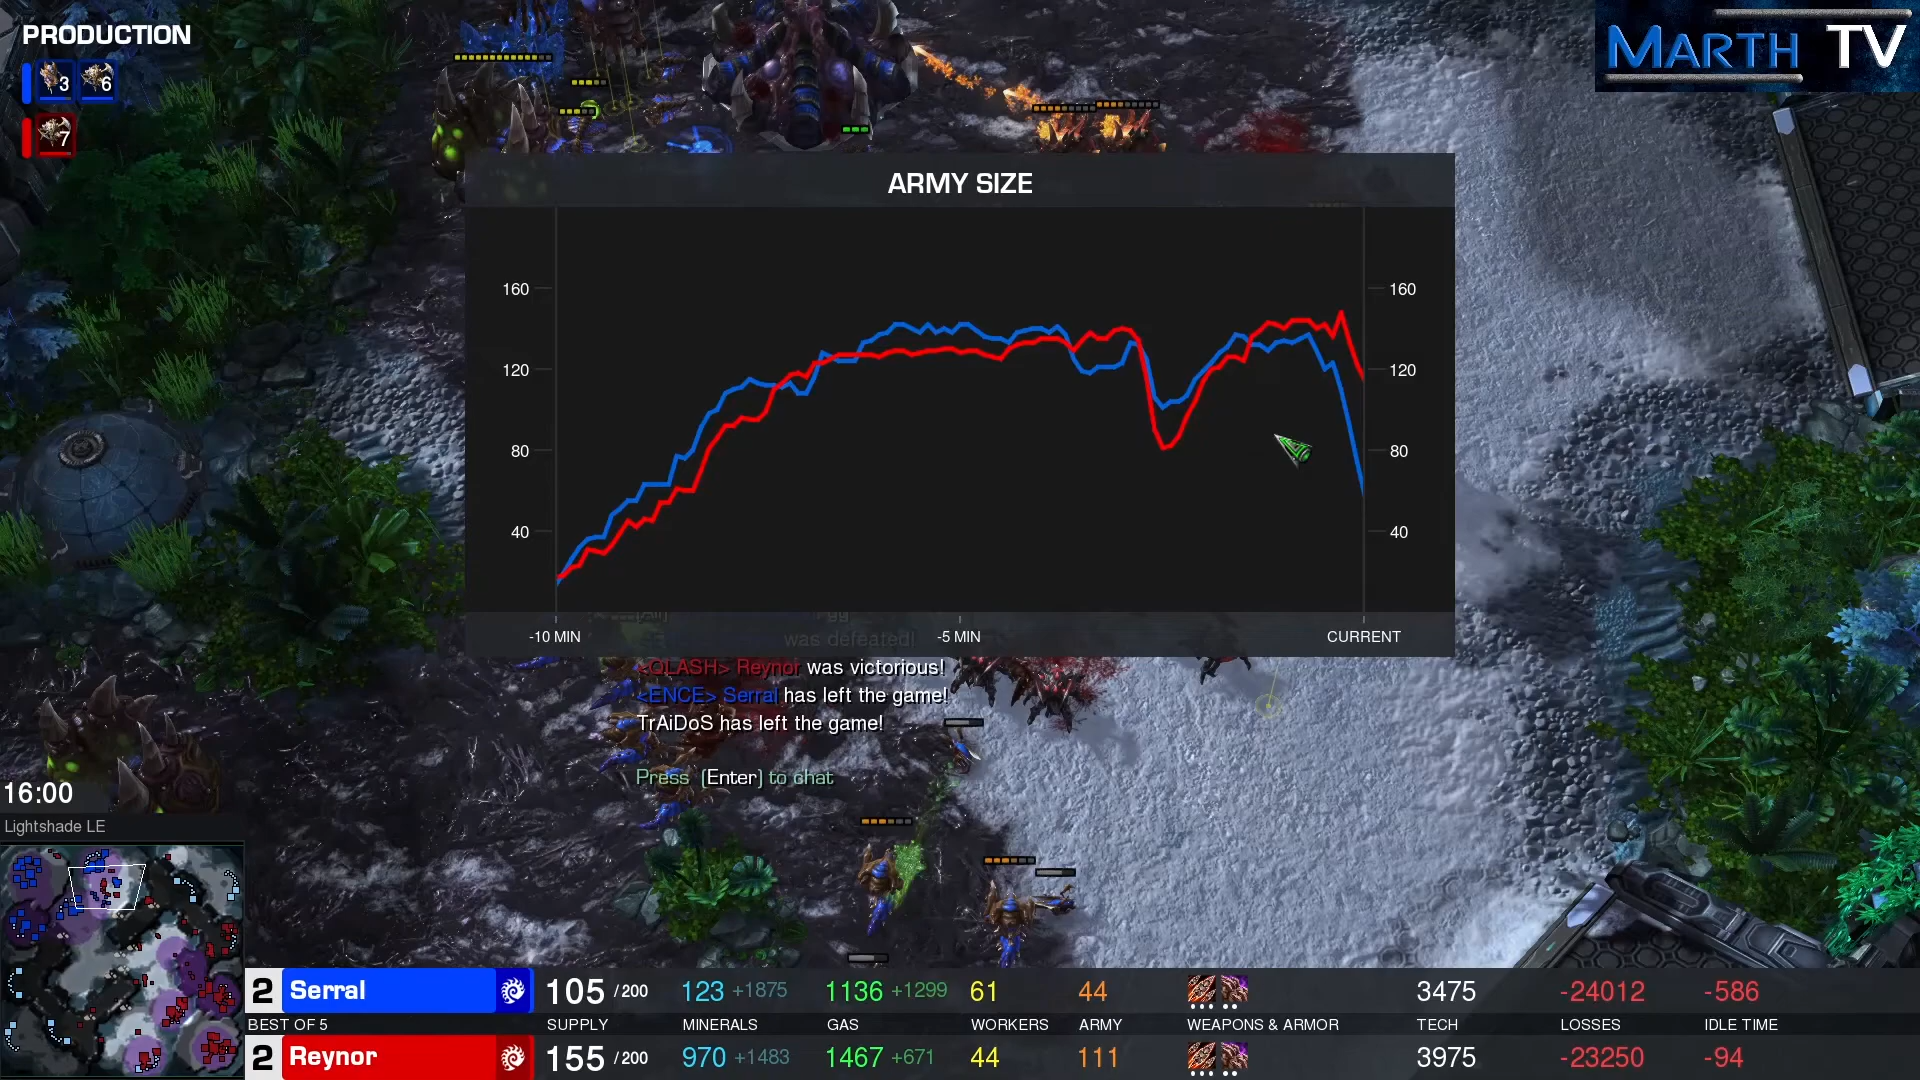 PRODUCTION
MARTH TV
3 6
7
ARMY SIZE
160 160
120 120
80 80
40 40
-10 MIN -5 MIN CURRENT
was defeated!
<QLASH> Reynor was victorious!
<ENCE> Serral has left the game!
TrAiDoS has left the game!
Press [Enter] to chat
16:00
Lightshade LE
2 Serral 105 /200 123 +1875 1136 +1299 61 44 3475 -24012 -586
BEST OF 5 SUPPLY MINERALS GAS WORKERS ARMY WEAPONS & ARMOR TECH LOSSES IDLE TIME
2 Reynor 155 /200 970 +1483 1467 +671 44 111 3975 -23250 -94